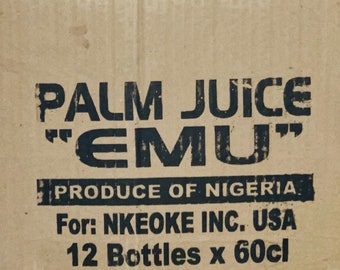 PALM JUICE
"EMU"
PRODUCE OF NIGERIA
For: NKEOKE INC. USA
12 Bottles x 60cl